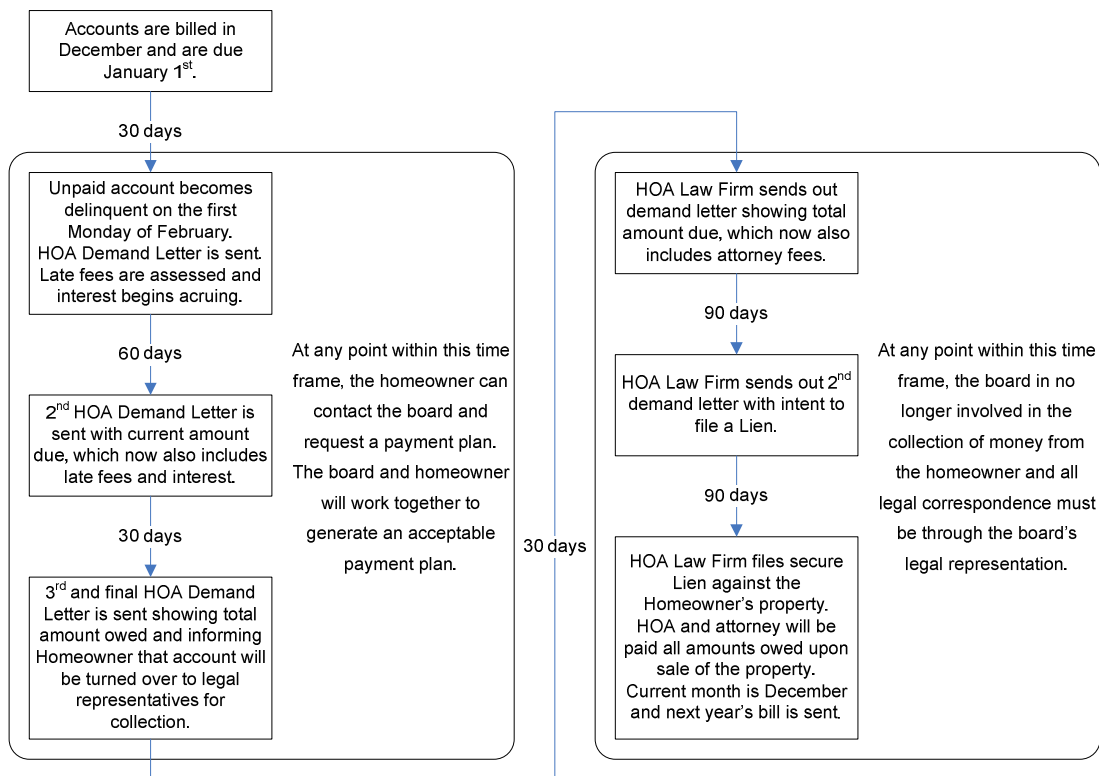 Accounts are billed in
December and are due
January 1st.
30 days
Unpaid account becomes
delinquent on the first
Monday of February.
HOA Demand Letter is sent.
Late fees are assessed and
interest begins accruing.
60 days
2nd HOA Demand Letter is
sent with current amount
due, which now also includes
late fees and interest.
30 days
3rd and final HOA Demand
Letter is sent showing total
amount owed and informing
Homeowner that account will
be turned over to legal
representatives for
collection.
At any point within this time
frame, the homeowner can
contact the board and
request a payment plan.
The board and homeowner
will work together to
generate an acceptable
payment plan.
30 days
HOA Law Firm sends out
demand letter showing total
amount due, which now also
includes attorney fees.
90 days
HOA Law Firm sends out 2nd
demand letter with intent to
file a Lien.
90 days
HOA Law Firm files secure
Lien against the
Homeowner's property.
HOA and attorney will be
paid all amounts owed upon
sale of the property.
Current month is December
and next year's bill is sent.
At any point within this time
frame, the board in no
longer involved in the
collection of money from
the homeowner and all
legal correspondence must
be through the board's
legal representation.